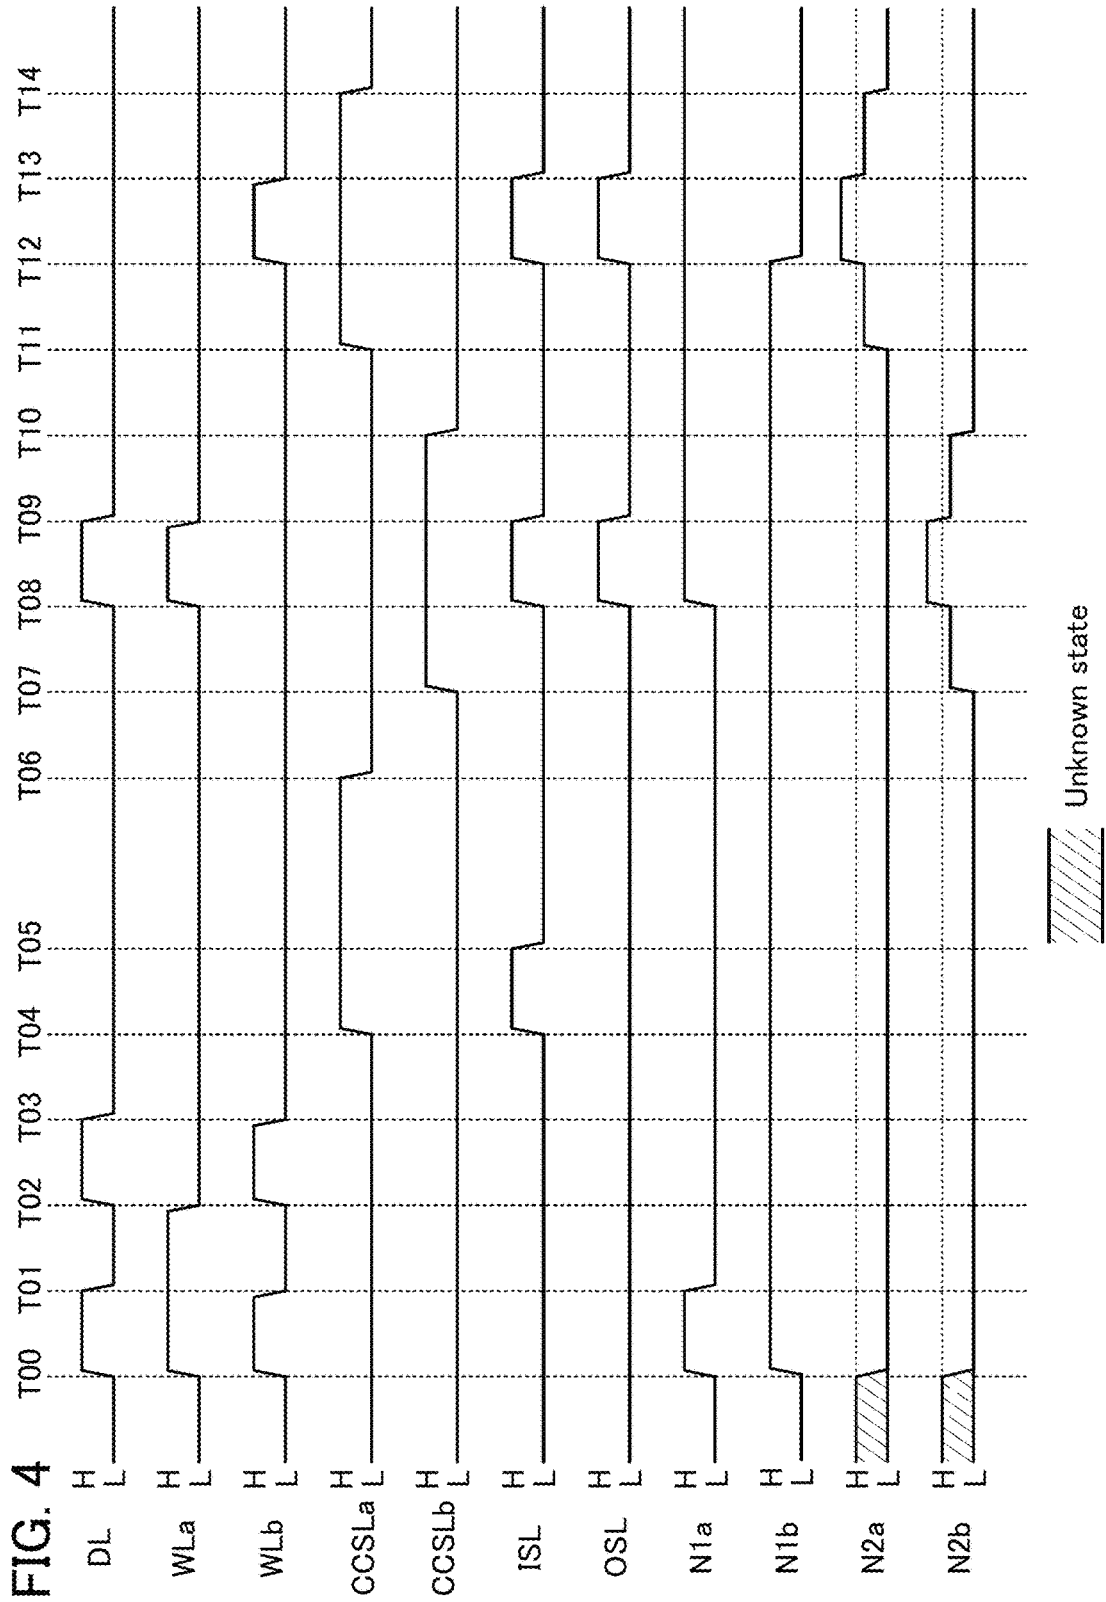 FIG. 4
T00 T01 T02 T03 T04 T05 T06 T07 T08 T09 T10 T11 T12 T13 T14
DL H L
WLa H L
WLb H L
CCSLa H L
CCSLb H L
ISL H L
OSL H L
N1a H L
N1b H L
N2a H L
N2b H L
Unknown state